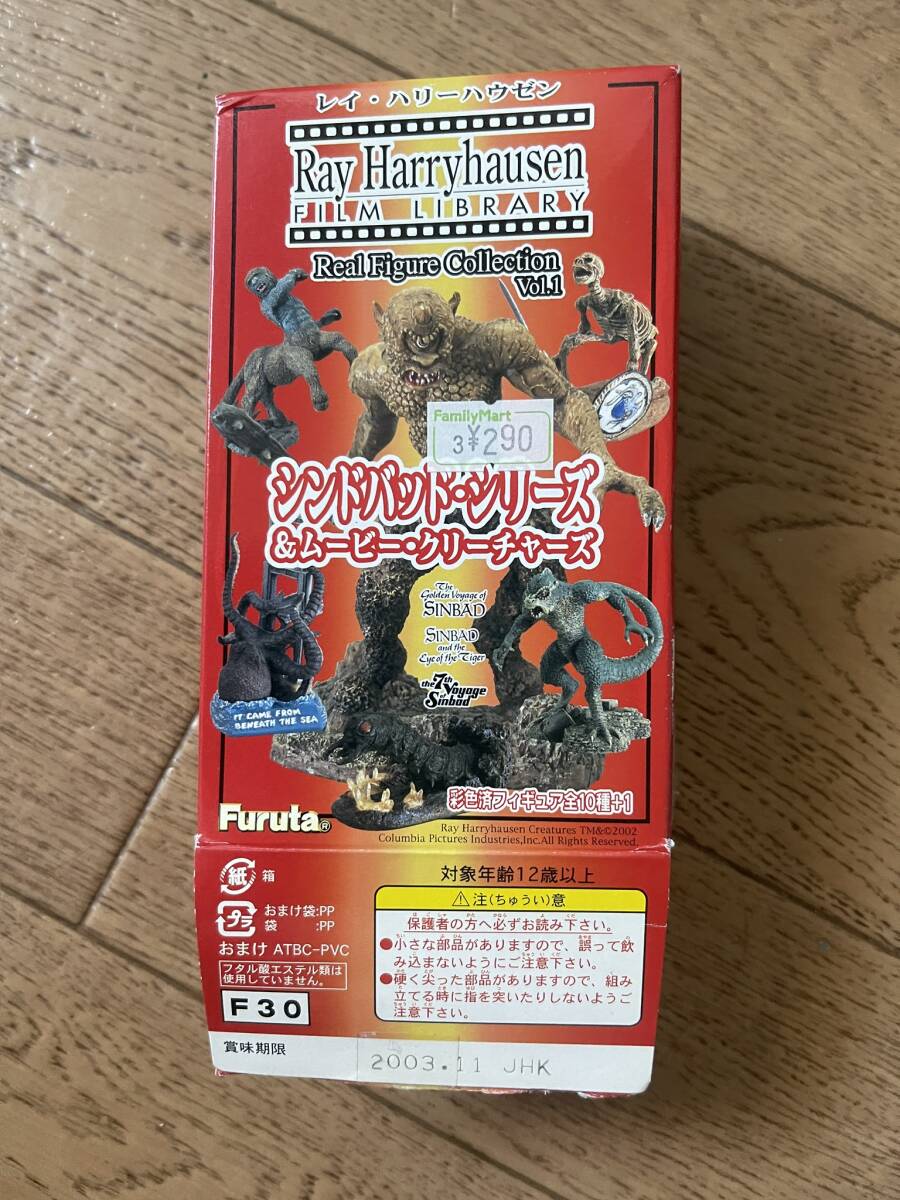 レイ・ハリーハウゼン
Ray Harryhausen
FILM LIBRARY
Real Figure Collection
Vol.1
FamilyMart
3 ¥290
シンドバッド・シリーズ
&ムービー・クリーチャーズ
The
Golden Voyage of
SINBAD
SINBAD
and the
Eye of the Tiger
the 7th
Voyage
of
Sinbad
IT CAME FROM
BENEATH THE SEA
彩色済フィギュア全10種+1
Furuta®
Ray Harryhausen Creatures TM&©2002
Columbia Pictures Industries,Inc.All Rights Reserved.
紙 箱
プラ おまけ袋:PP
袋 :PP
おまけ ATBC-PVC
フタル酸エステル類は
使用していません。
F30
対象年齢12歳以上
⚠注(ちゅうい)意
保護者の方へ必ずお読み下さい。
●小さな部品がありますので、誤って飲
み込まないようにご注意下さい。
●硬く尖った部品がありますので、組み
立てる時に指を突いたりしないようご
注意下さい。
賞味期限
2003.11 JHK